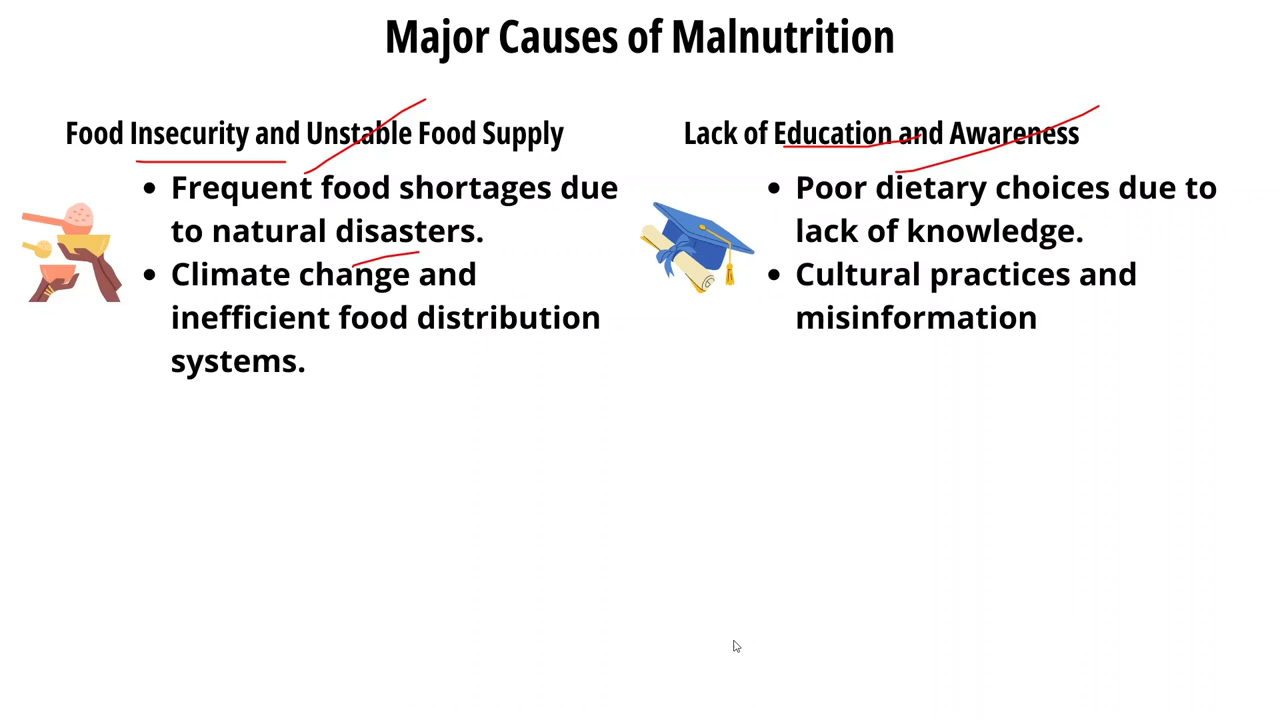 Major Causes of Malnutrition
Food Insecurity and Unstable Food Supply
• Frequent food shortages due
to natural disasters.
• Climate change and
inefficient food distribution
systems.
Lack of Education and Awareness
• Poor dietary choices due to
lack of knowledge.
• Cultural practices and
misinformation